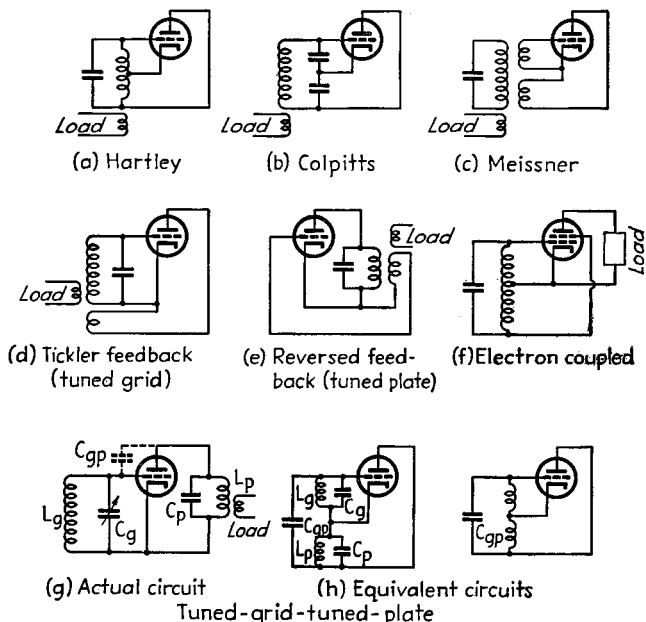 Load
Load
Load
(a) Hartley
(b) Colpitts
(c) Meissner
Load
Load
Load
(d) Tickler feedback
(tuned grid)
(e) Reversed feed-
back (tuned plate)
(f) Electron coupled
Cgp
Lg
Cg
Cp
Lp
Load
Lg
Cg
Cgp
Lp
Cp
Cgp
(g) Actual circuit
(h) Equivalent circuits
Tuned-grid-tuned-plate